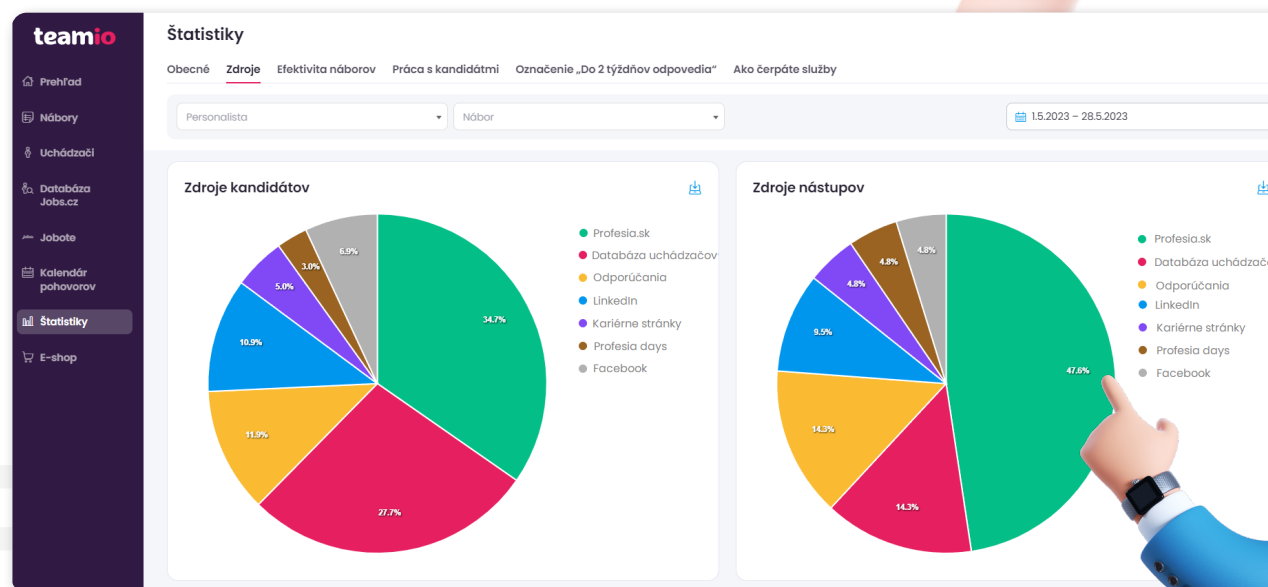 teamio
Prehľad
Nábory
Uchádzači
Databáza
Jobs.cz
Jobote
Kalendár
pohovorov
Štatistiky
E-shop
Štatistiky
Obecné Zdroje Efektivita náborov Práca s kandidátmi Označenie „Do 2 týždňov odpovedia“ Ako čerpáte služby
Personalista Nábor 1.5.2023 – 28.5.2023
Zdroje kandidátov
6.9%
3.0%
5.0%
34.7%
10.9%
11.9%
27.7%
Profesia.sk
Databáza uchádzačov
Odporúčania
LinkedIn
Kariérne stránky
Profesia days
Facebook
Zdroje nástupov
4.8%
4.8%
4.8%
9.5%
47.6%
14.3%
14.3%
Profesia.sk
Databáza uchádzačo
Odporúčania
LinkedIn
Kariérne stránky
Profesia days
Facebook